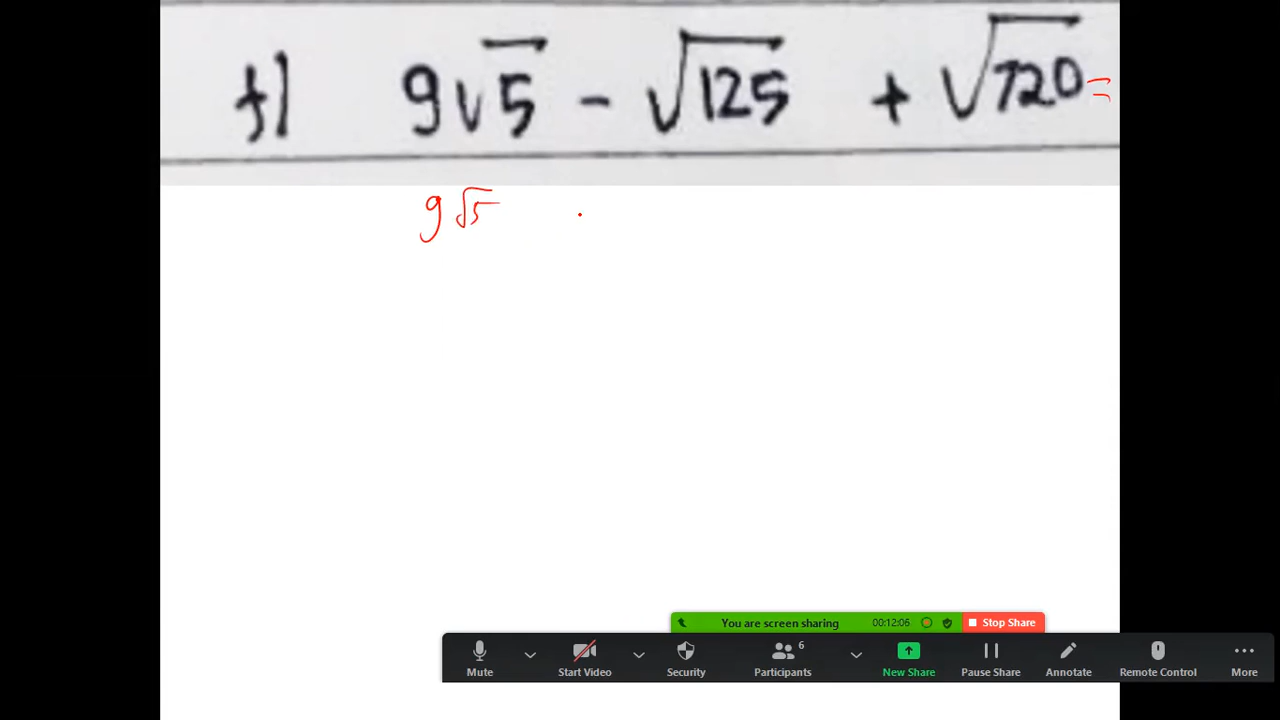 f) 9√5 - √125 + √720 =
9√5
You are screen sharing 00:12:06 Stop Share
Mute Start Video Security 6 Participants New Share Pause Share Annotate Remote Control More